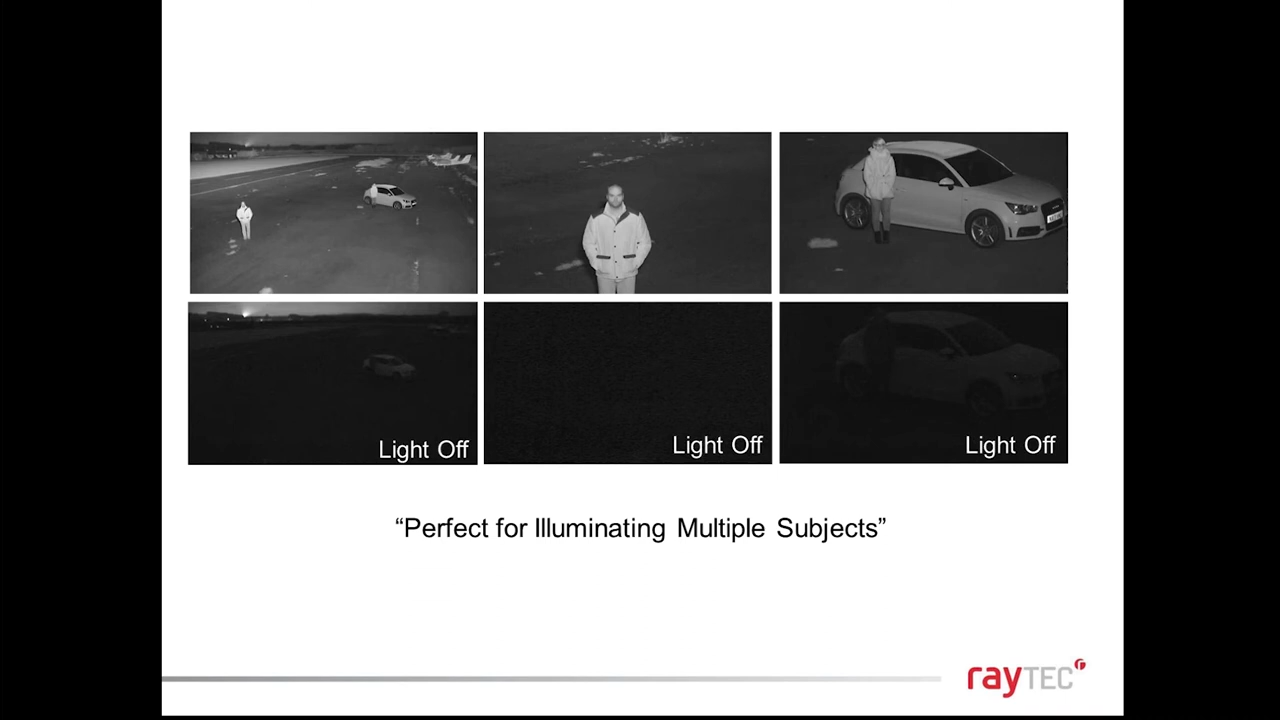 Light Off
Light Off
Light Off
“Perfect for Illuminating Multiple Subjects”
rayTEC